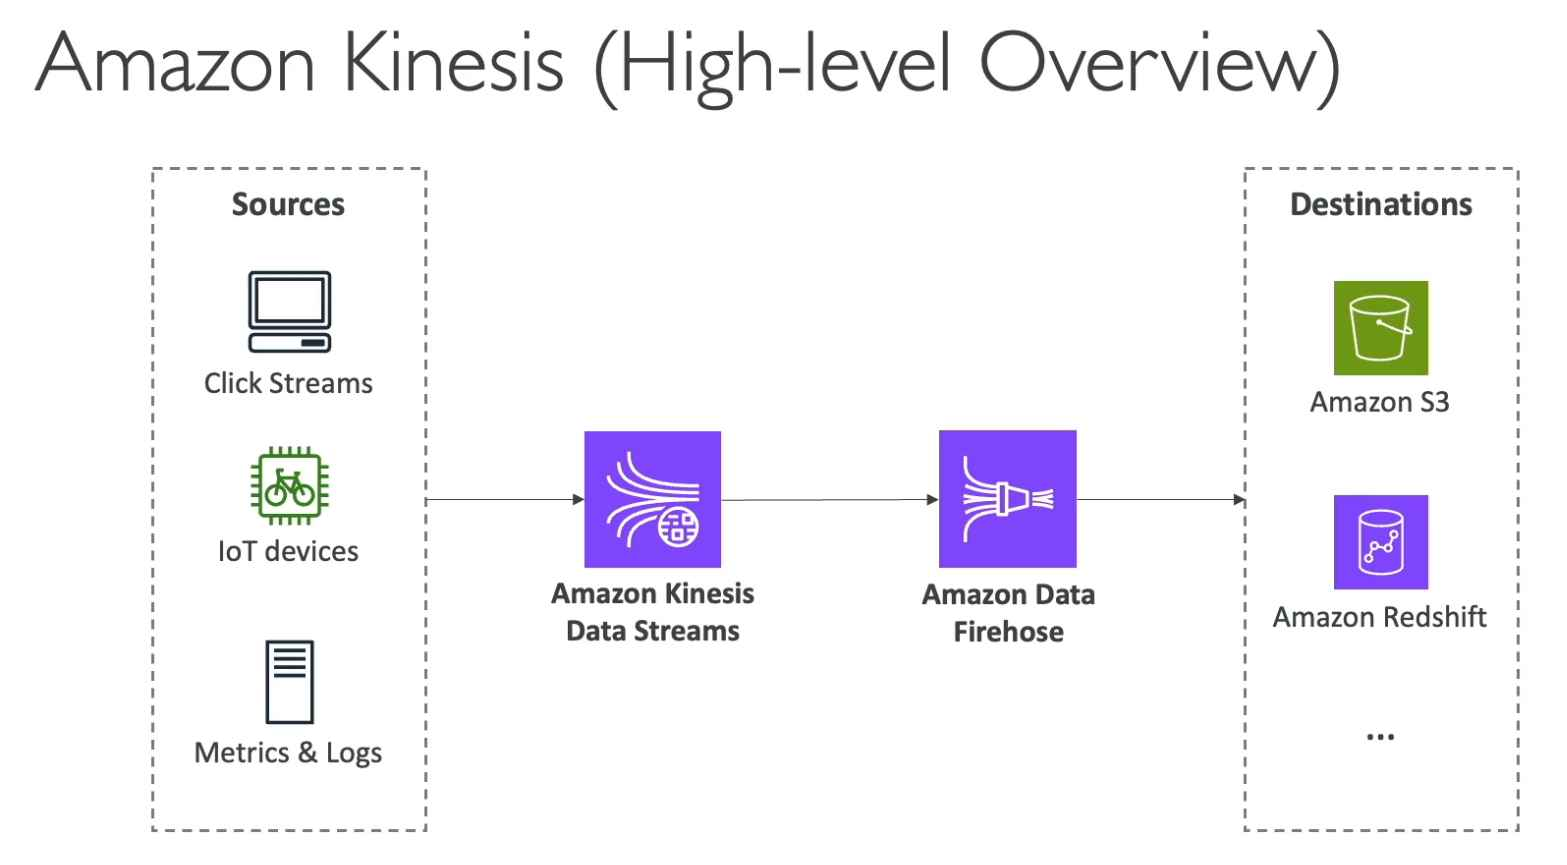 Amazon Kinesis (High-level Overview)
Sources
Click Streams
IoT devices
Metrics & Logs
Amazon Kinesis
Data Streams
Amazon Data
Firehose
Destinations
Amazon S3
Amazon Redshift
...